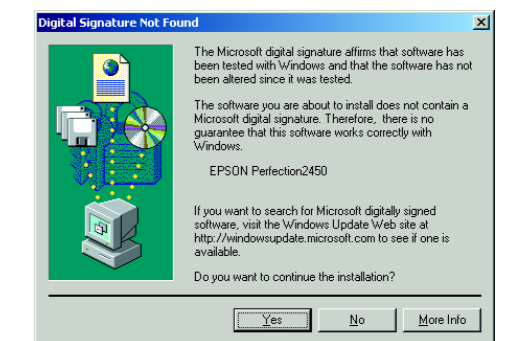 Digital Signature Not Found
The Microsoft digital signature affirms that software has
been tested with Windows and that the software has not
been altered since it was tested.
The software you are about to install does not contain a
Microsoft digital signature. Therefore, there is no
guarantee that this software works correctly with
Windows.
EPSON Perfection2450
If you want to search for Microsoft digitally signed
software, visit the Windows Update Web site at
http://windowsupdate.microsoft.com to see if one is
available.
Do you want to continue the installation?
Yes No More Info